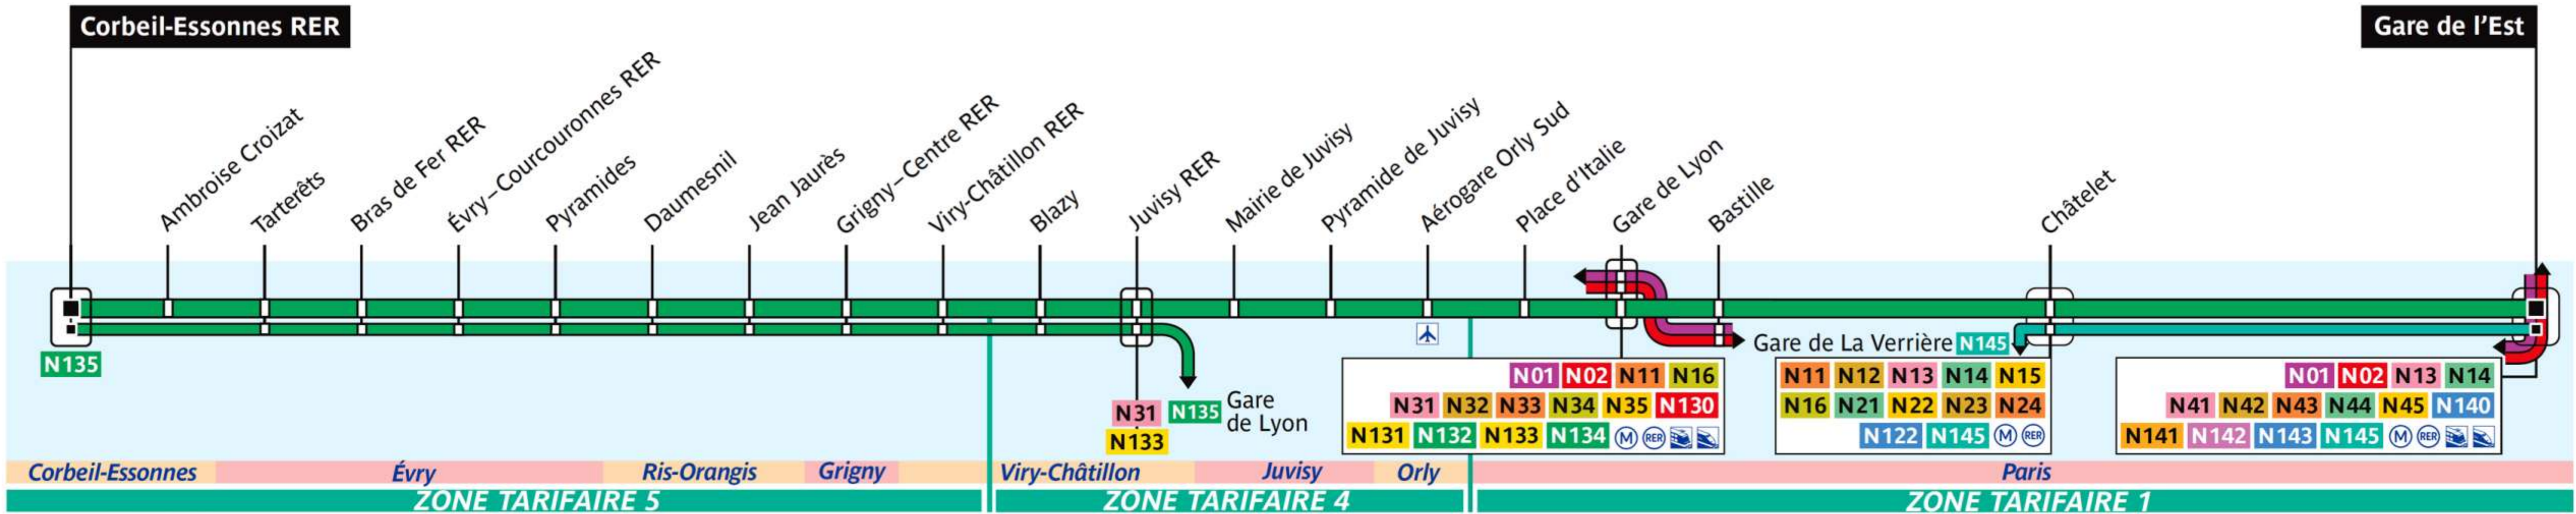 Corbeil-Essonnes RER
Gare de l’Est
Ambroise Croizat
Tarterêts
Bras de Fer RER
Évry–Courcouronnes RER
Pyramides
Daumesnil
Jean Jaurès
Grigny–Centre RER
Viry-Châtillon RER
Blazy
Juvisy RER
Mairie de Juvisy
Pyramide de Juvisy
Aérogare Orly Sud
Place d’Italie
Gare de Lyon
Bastille
Châtelet
N135
N31 N135 Gare
de Lyon
N133
N01 N02 N11 N16
N31 N32 N33 N34 N35 N130
N131 N132 N133 N134 M RER
Gare de La Verrière N145
N11 N12 N13 N14 N15
N16 N21 N22 N23 N24
N122 N145 M RER
N01 N02 N13 N14
N41 N42 N43 N44 N45 N140
N141 N142 N143 N145 M RER
Corbeil-Essonnes Évry Ris-Orangis Grigny Viry-Châtillon Juvisy Orly Paris
ZONE TARIFAIRE 5 ZONE TARIFAIRE 4 ZONE TARIFAIRE 1